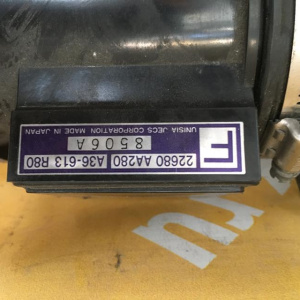 UNISIA JECS CORPORATION MADE IN JAPAN
F
22680 AA280
A36-613 R80
8506A